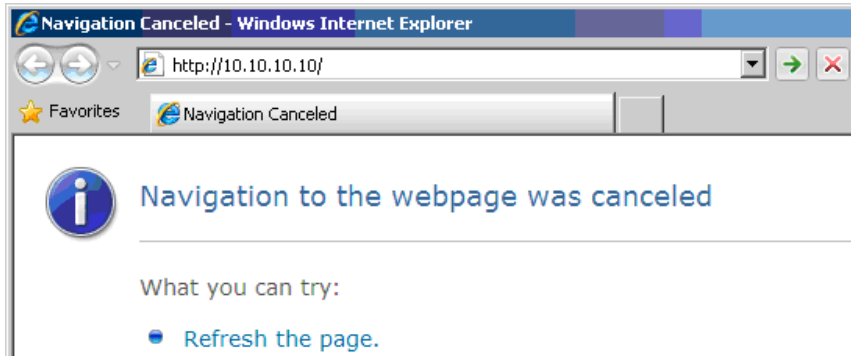 Navigation Canceled - Windows Internet Explorer
http://10.10.10.10/
Favorites
Navigation Canceled
Navigation to the webpage was canceled
What you can try:
Refresh the page.